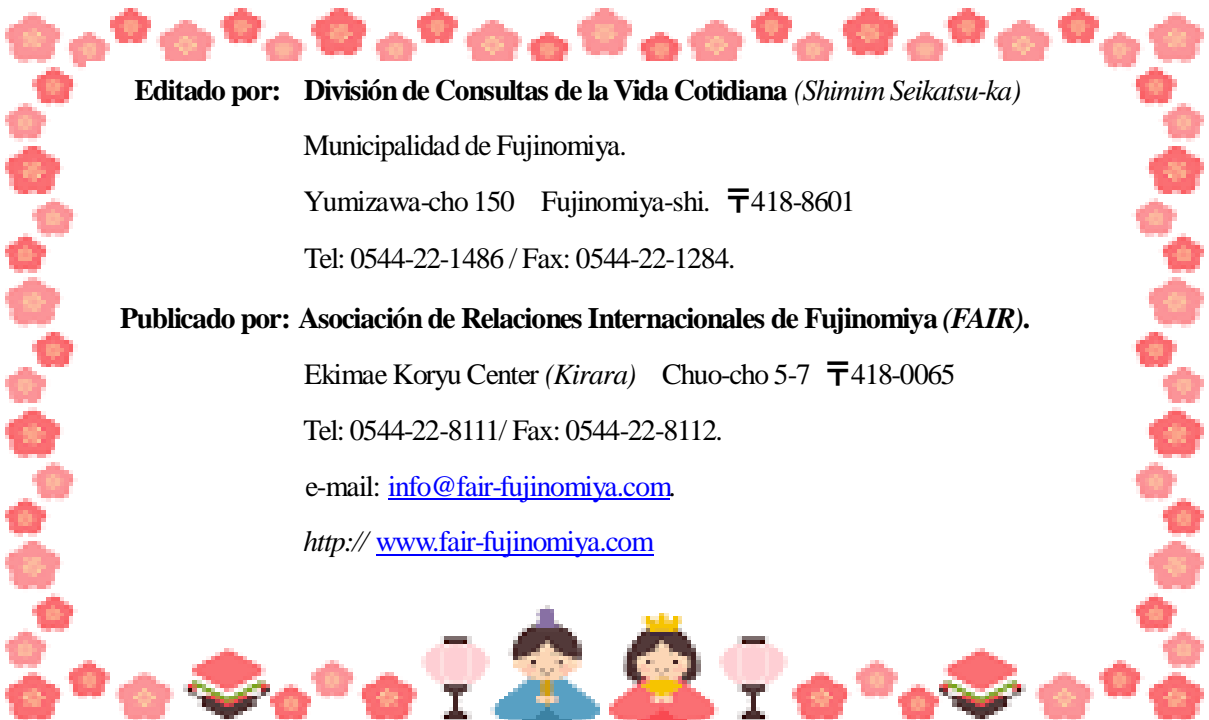 Editado por: División de Consultas de la Vida Cotidiana (Shimim Seikatsu-ka)
Municipalidad de Fujinomiya.
Yumizawa-cho 150 Fujinomiya-shi. 〒418-8601
Tel: 0544-22-1486 / Fax: 0544-22-1284.
Publicado por: Asociación de Relaciones Internacionales de Fujinomiya (FAIR).
Ekimae Koryu Center (Kirara) Chuo-cho 5-7 〒418-0065
Tel: 0544-22-8111/ Fax: 0544-22-8112.
e-mail: info@fair-fujinomiya.com.
http:// www.fair-fujinomiya.com